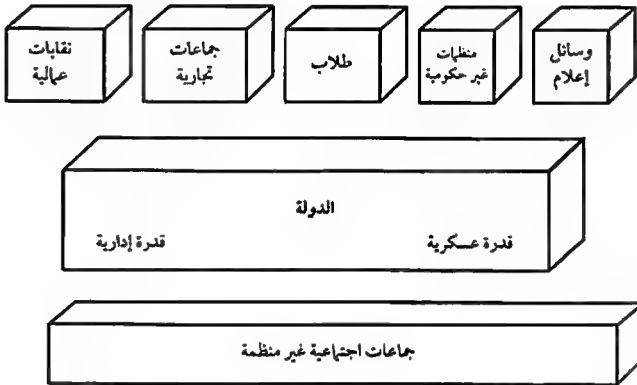 وسائل
إعلام
منظمات
غير حكومية
طلاب
جماعات
تجارية
نقابات
عمالية
الدولة
قدرة عسكرية
قدرة إدارية
جماعات اجتماعية غير منظمة